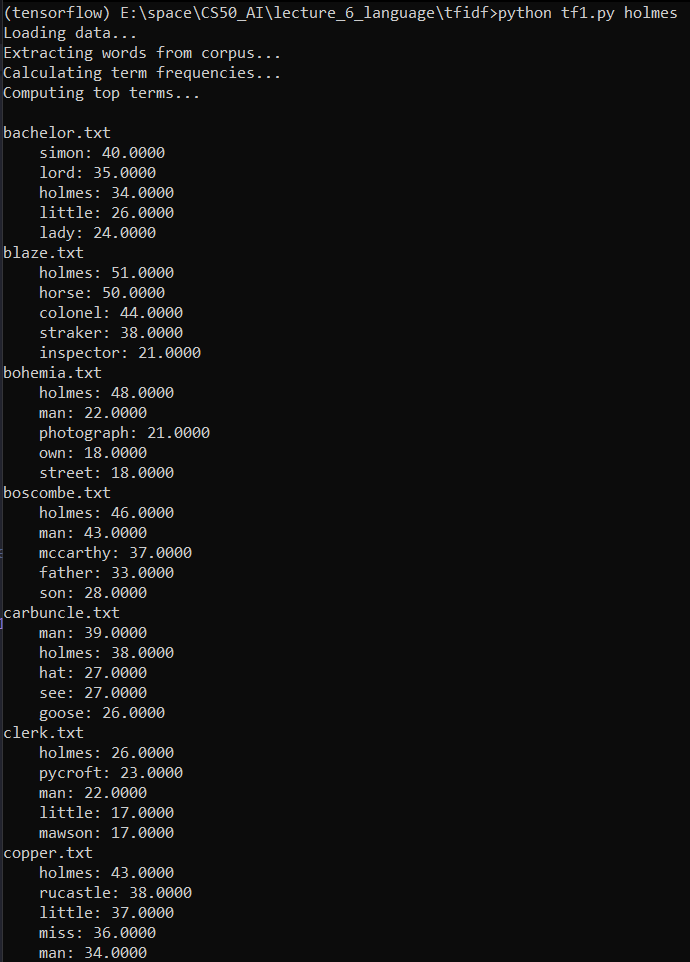 (tensorflow) E:\space\CS50_AI\lecture_6_language\tfidf>python tf1.py holmes
Loading data...
Extracting words from corpus...
Calculating term frequencies...
Computing top terms...

bachelor.txt
    simon: 40.0000
    lord: 35.0000
    holmes: 34.0000
    little: 26.0000
    lady: 24.0000
blaze.txt
    holmes: 51.0000
    horse: 50.0000
    colonel: 44.0000
    straker: 38.0000
    inspector: 21.0000
bohemia.txt
    holmes: 48.0000
    man: 22.0000
    photograph: 21.0000
    own: 18.0000
    street: 18.0000
boscombe.txt
    holmes: 46.0000
    man: 43.0000
    mccarthy: 37.0000
    father: 33.0000
    son: 28.0000
carbuncle.txt
    man: 39.0000
    holmes: 38.0000
    hat: 27.0000
    see: 27.0000
    goose: 26.0000
clerk.txt
    holmes: 26.0000
    pycroft: 23.0000
    man: 22.0000
    little: 17.0000
    mawson: 17.0000
copper.txt
    holmes: 43.0000
    rucastle: 38.0000
    little: 37.0000
    miss: 36.0000
    man: 34.0000